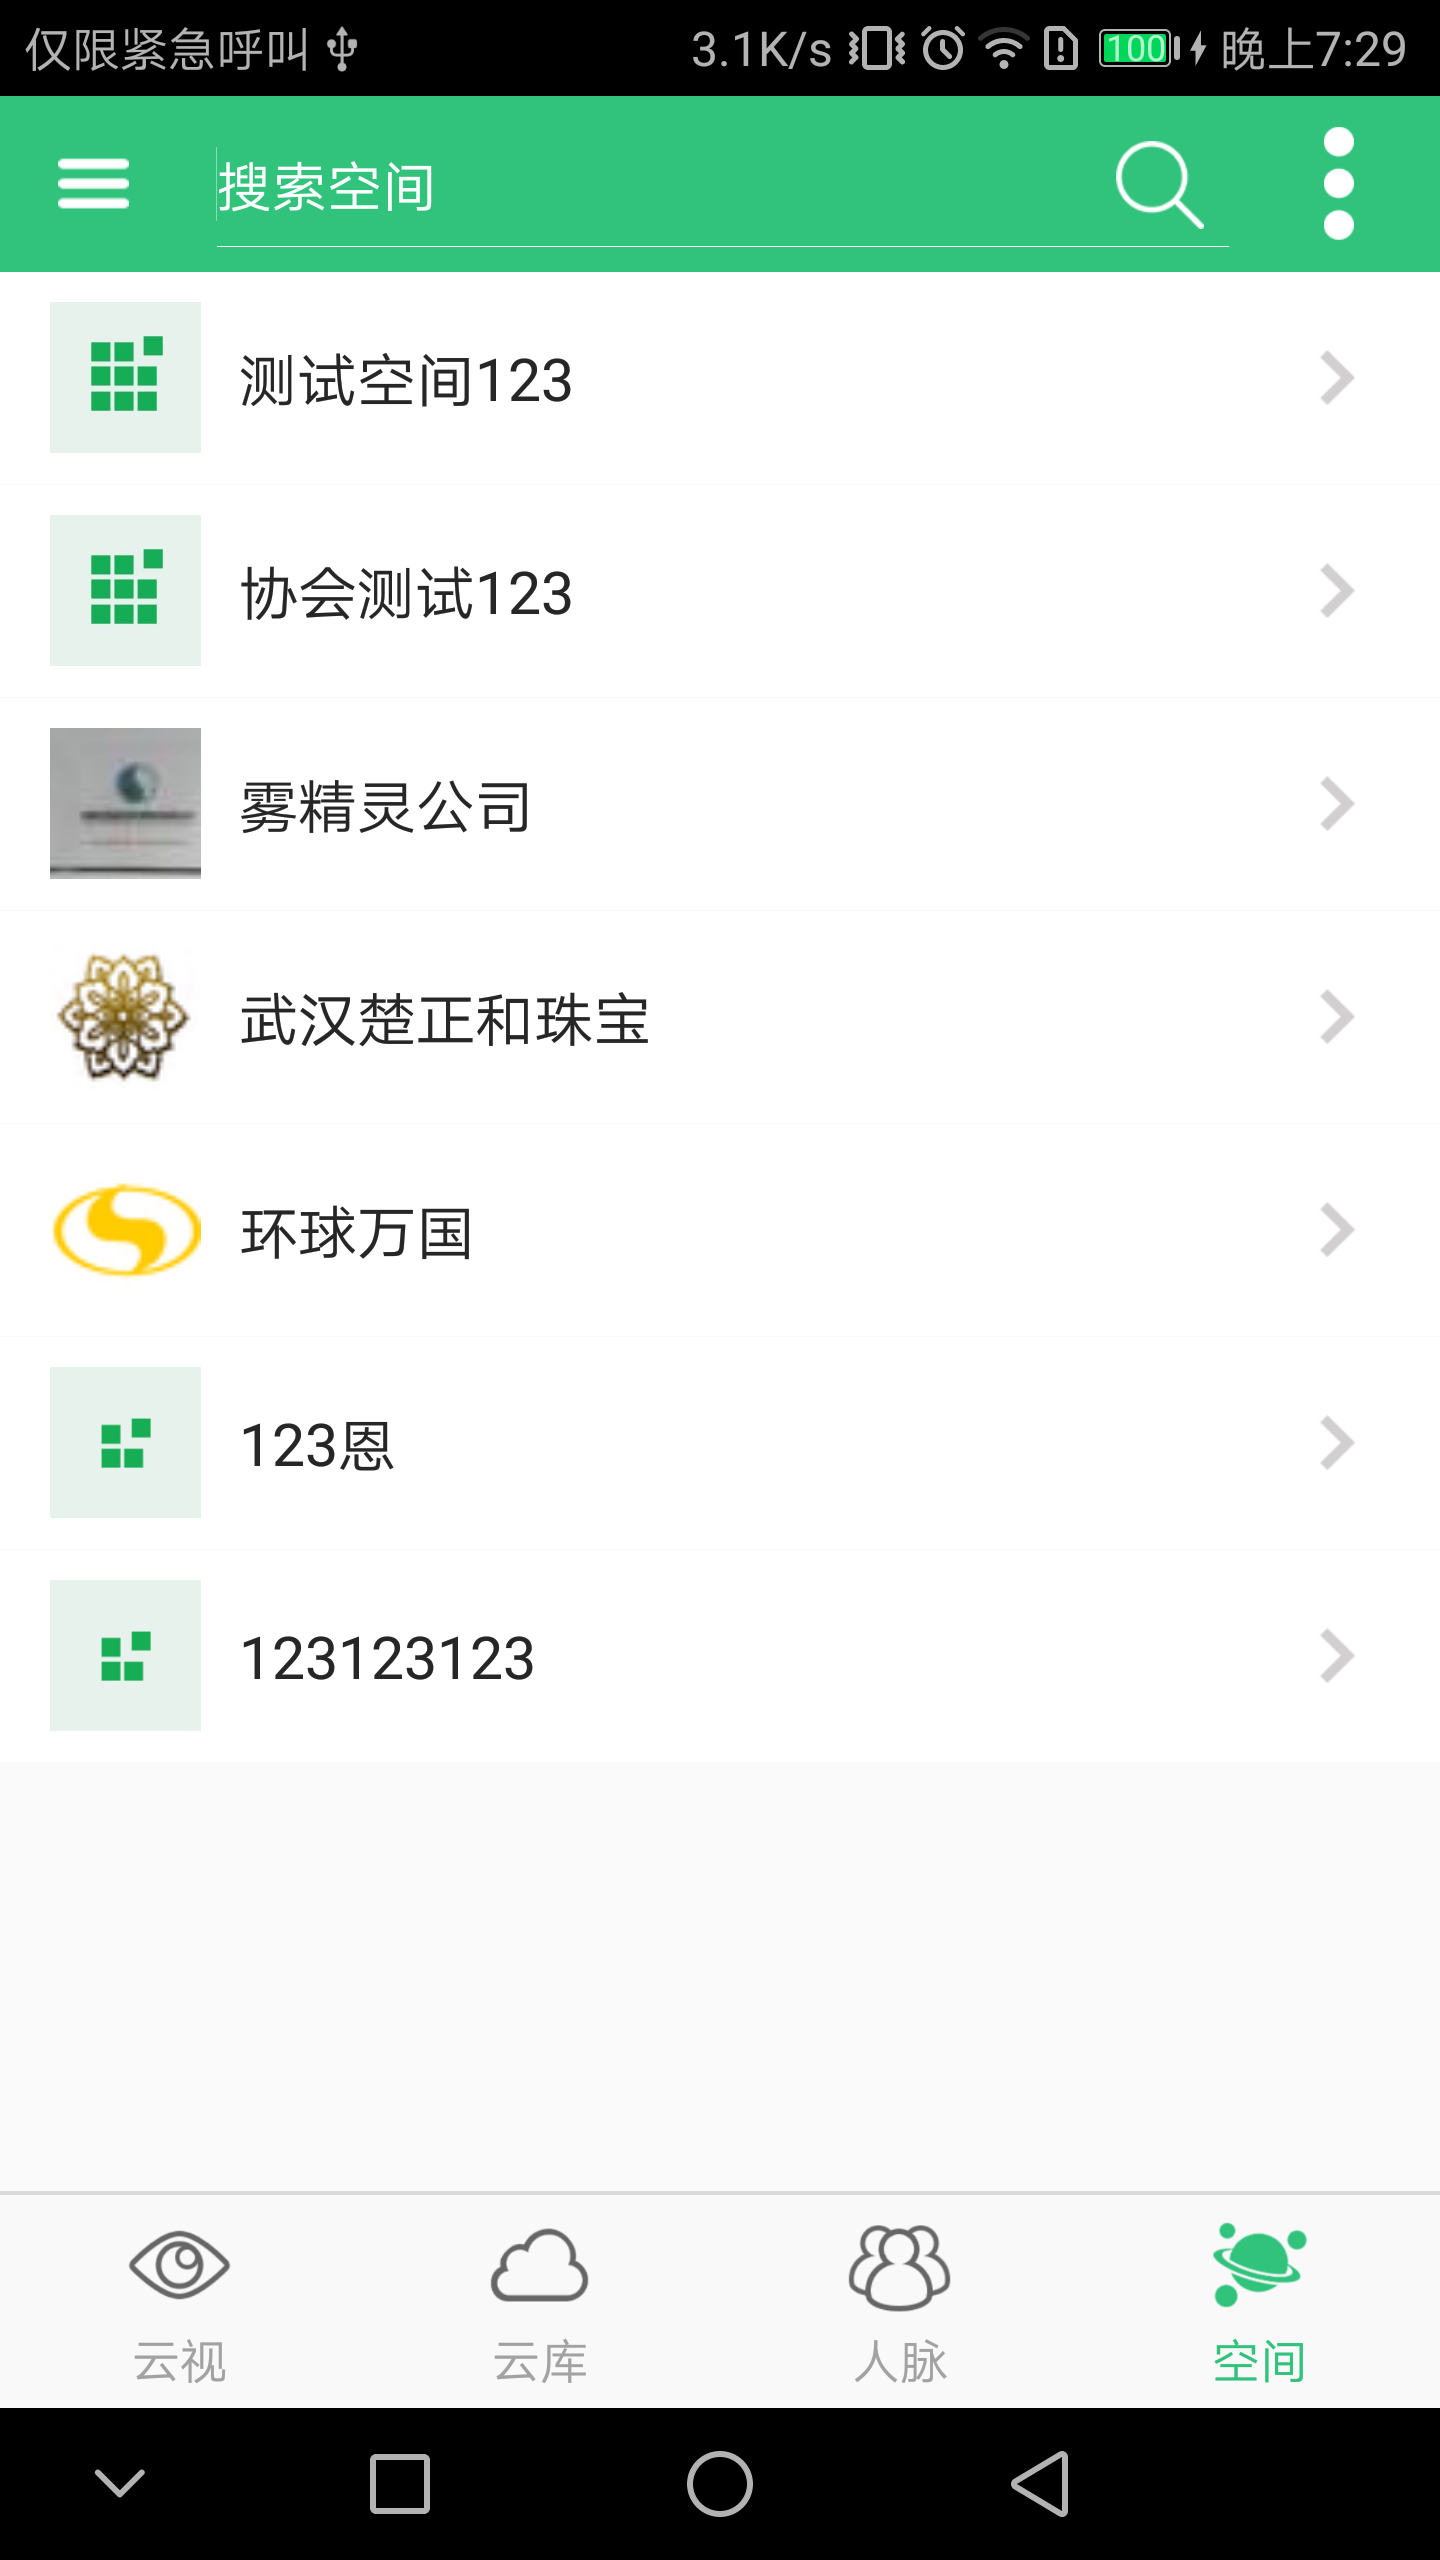 仅限紧急呼叫 3.1K/s 100 晚上7:29
搜索空间
测试空间123
协会测试123
雾精灵公司
武汉楚正和珠宝
环球万国
123恩
123123123
云视 云库 人脉 空间